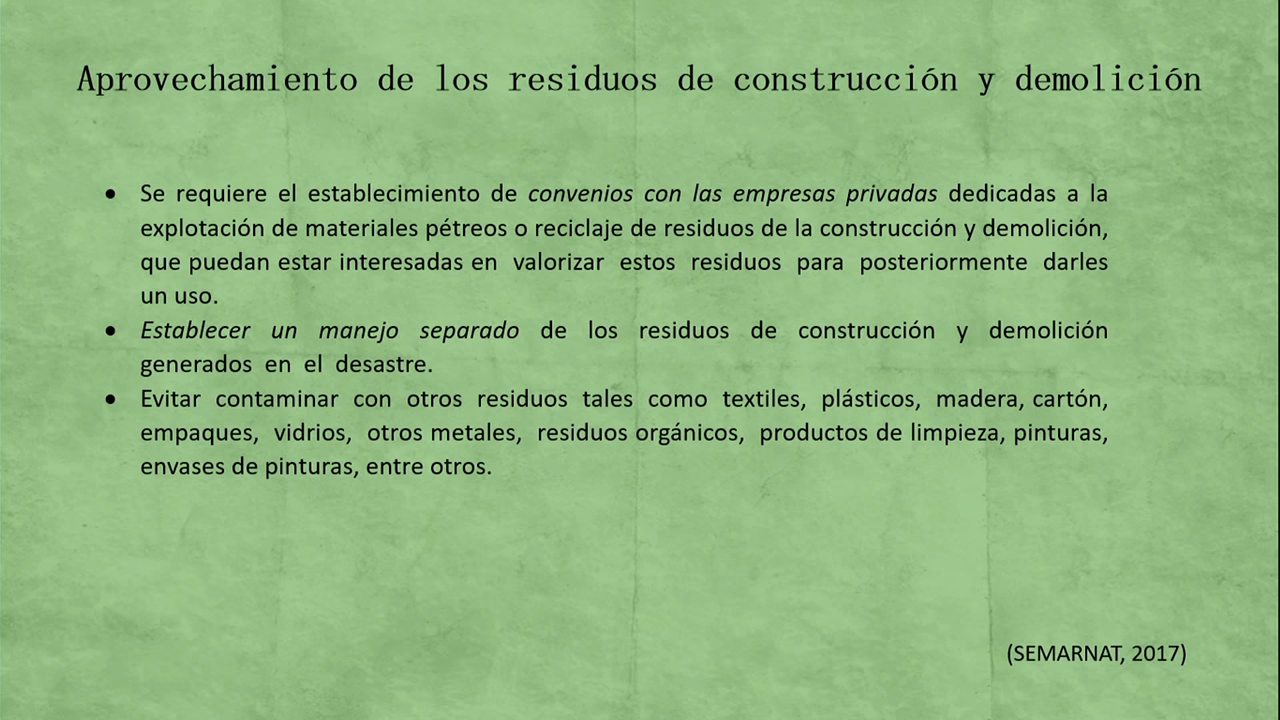 Aprovechamiento de los residuos de construcción y demolición
• Se requiere el establecimiento de convenios con las empresas privadas dedicadas a la
explotación de materiales pétreos o reciclaje de residuos de la construcción y demolición,
que puedan estar interesadas en valorizar estos residuos para posteriormente darles
un uso.
• Establecer un manejo separado de los residuos de construcción y demolición
generados en el desastre.
• Evitar contaminar con otros residuos tales como textiles, plásticos, madera, cartón,
empaques, vidrios, otros metales, residuos orgánicos, productos de limpieza, pinturas,
envases de pinturas, entre otros.
(SEMARNAT, 2017)